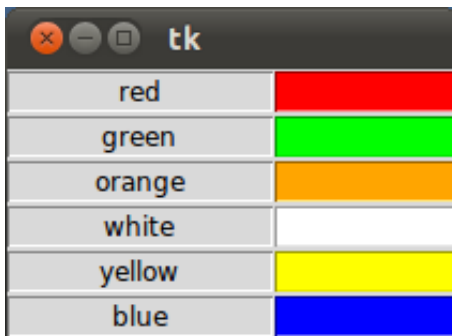 tk
red
green
orange
white
yellow
blue